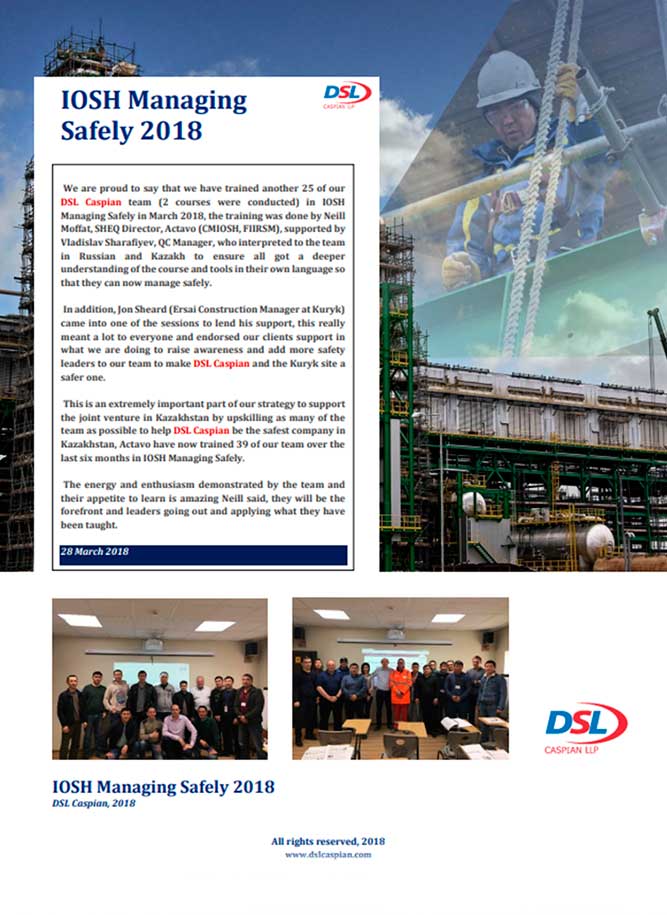 IOSH Managing
Safely 2018
DSL
CASPIAN LLP
We are proud to say that we have trained another 25 of our
DSL Caspian team (2 courses were conducted) in IOSH
Managing Safely in March 2018, the training was done by Neill
Moffat, SHEQ Director, Actavo (CMIOSH, FIIRSM), supported by
Vladislav Sharafiyev, QC Manager, who interpreted to the team
in Russian and Kazakh to ensure all got a deeper
understanding of the course and tools in their own language so
that they can now manage safely.
In addition, Jon Sheard (Ersai Construction Manager at Kuryk)
came into one of the sessions to lend his support, this really
meant a lot to everyone and endorsed our clients support in
what we are doing to raise awareness and add more safety
leaders to our team to make DSL Caspian and the Kuryk site a
safer one.
This is an extremely important part of our strategy to support
the joint venture in Kazakhstan by upskilling as many of the
team as possible to help DSL Caspian be the safest company in
Kazakhstan, Actavo have now trained 39 of our team over the
last six months in IOSH Managing Safely.
The energy and enthusiasm demonstrated by the team and
their appetite to learn is amazing Neill said, they will be the
forefront and leaders going out and applying what they have
been taught.
28 March 2018
DSL
CASPIAN LLP
IOSH Managing Safely 2018
DSL Caspian, 2018
All rights reserved, 2018
www.dslcaspian.com